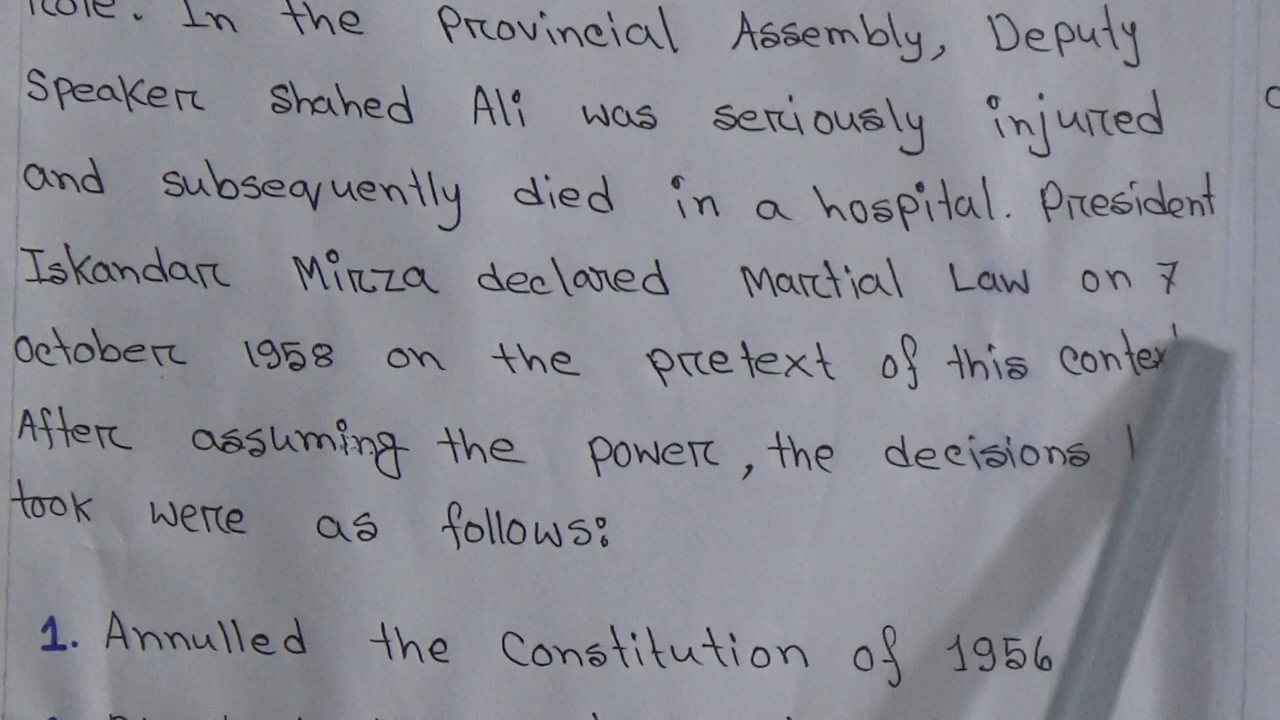 In the Provincial Assembly, Deputy
Speaker Shahed Ali was seriously injured
and subsequently died in a hospital. President
Iskandar Mirza declared Martial Law on 7
October 1958 on the pretext of this
After assuming the power, the decisions
took were as follows:
1. Annulled the Constitution of 1956